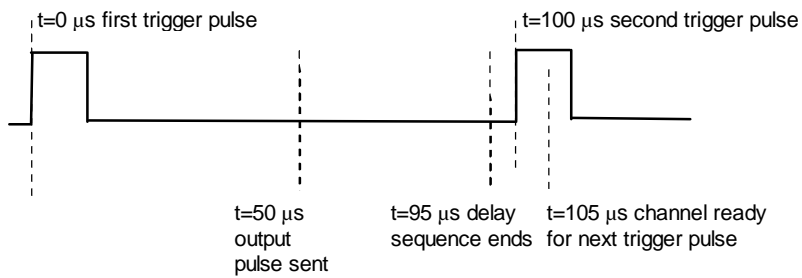 t=0 μs first trigger pulse
t=100 μs second trigger pulse
t=50 μs
output
pulse sent
t=95 μs delay
sequence ends
t=105 μs channel ready
for next trigger pulse